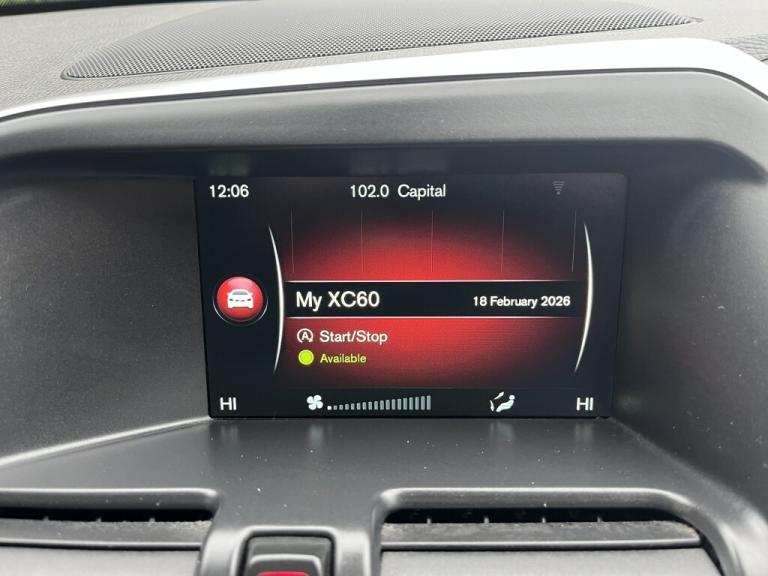 12:06 102.0 Capital
My XC60 18 February 2026
A Start/Stop
Available
HI HI